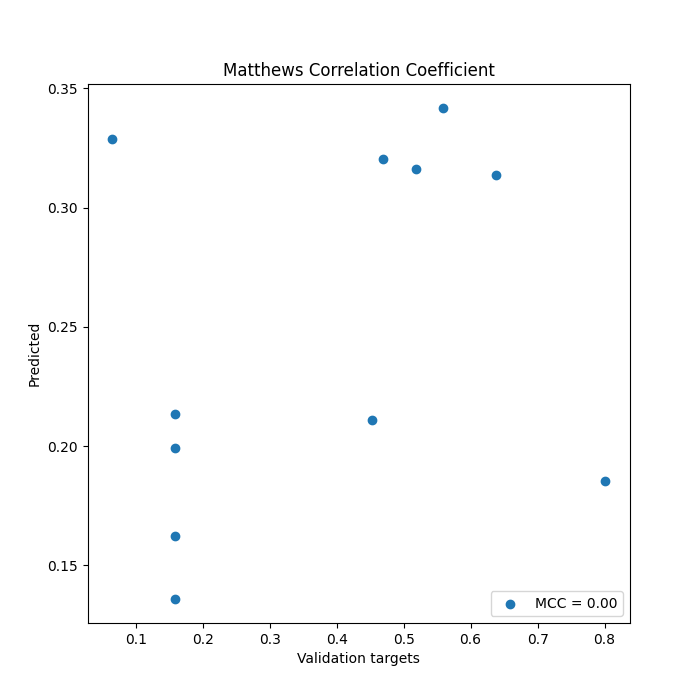 Matthews Correlation Coefficient
0.35
0.30
0.25
0.20
0.15
Predicted
MCC = 0.00
0.1 0.2 0.3 0.4 0.5 0.6 0.7 0.8
Validation targets